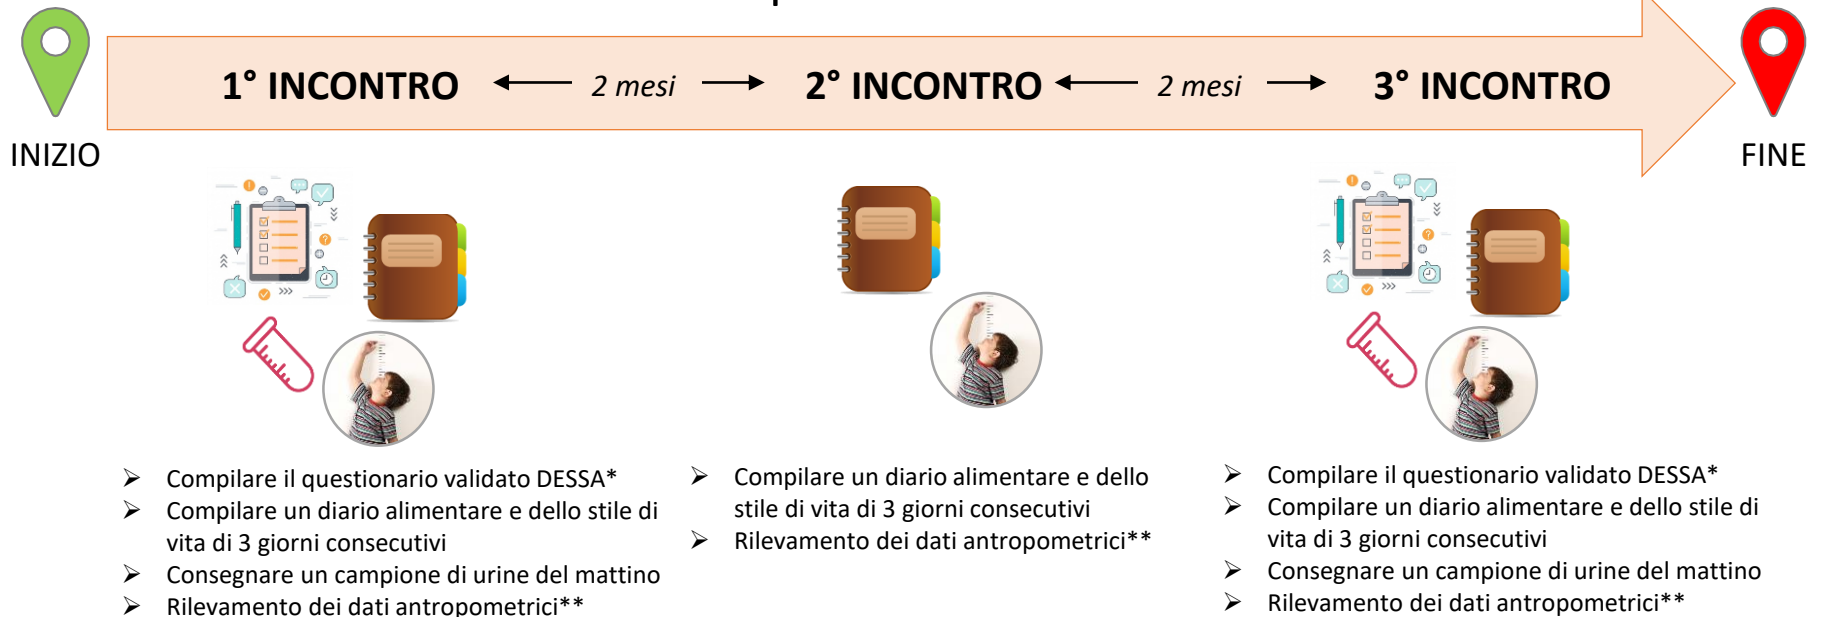 1° INCONTRO 2 mesi 2° INCONTRO 2 mesi 3° INCONTRO
INIZIO
FINE
➢ Compilare il questionario validato DESSA*
➢ Compilare un diario alimentare e dello stile di
vita di 3 giorni consecutivi
➢ Consegnare un campione di urine del mattino
➢ Rilevamento dei dati antropometrici**
➢ Compilare un diario alimentare e dello
stile di vita di 3 giorni consecutivi
➢ Rilevamento dei dati antropometrici**
➢ Compilare il questionario validato DESSA*
➢ Compilare un diario alimentare e dello stile di
vita di 3 giorni consecutivi
➢ Consegnare un campione di urine del mattino
➢ Rilevamento dei dati antropometrici**